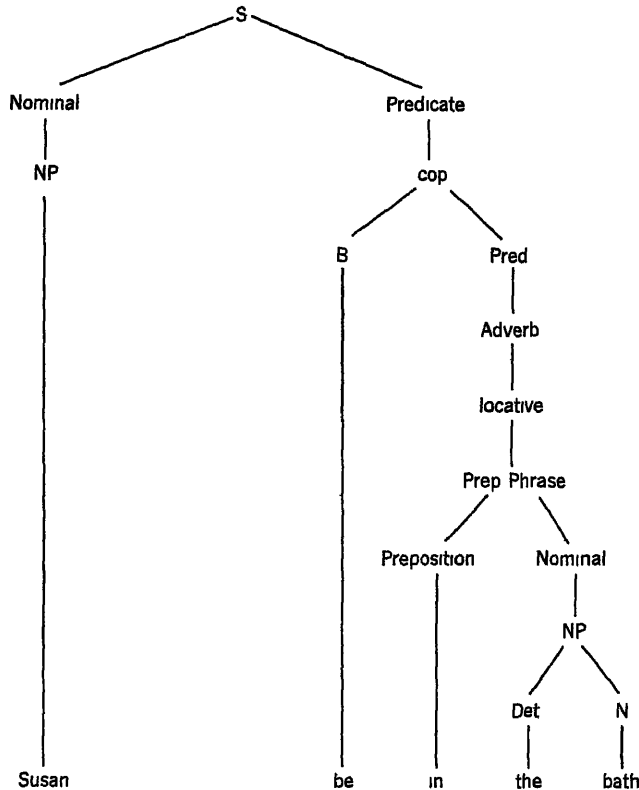 S
Nominal Predicate
NP cop
B Pred
Adverb
locative
Prep Phrase
Preposition Nominal
NP
Det N
Susan be in the bath